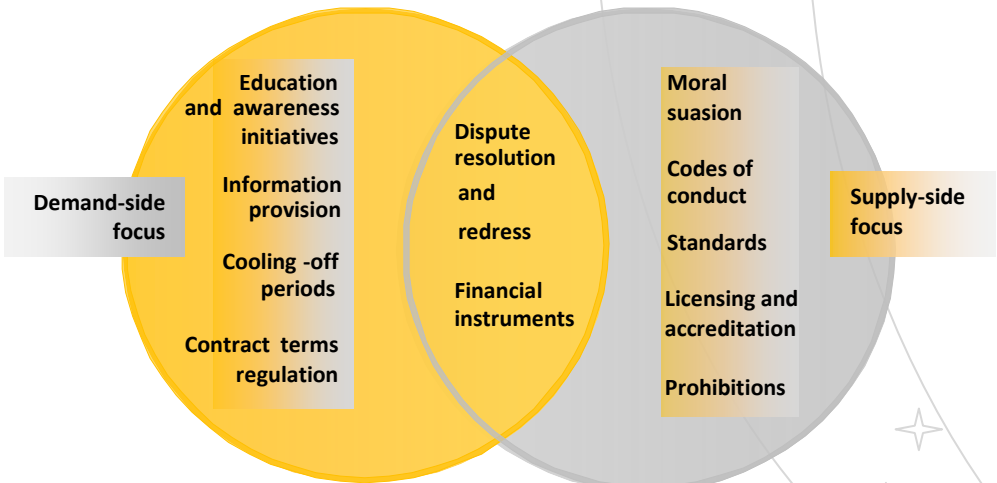 Demand-side
focus
Education
and awareness
initiatives
Information
provision
Cooling -off
periods
Contract terms
regulation
Dispute
resolution
and
redress
Financial
instruments
Moral
suasion
Codes of
conduct
Standards
Licensing and
accreditation
Prohibitions
Supply-side
focus